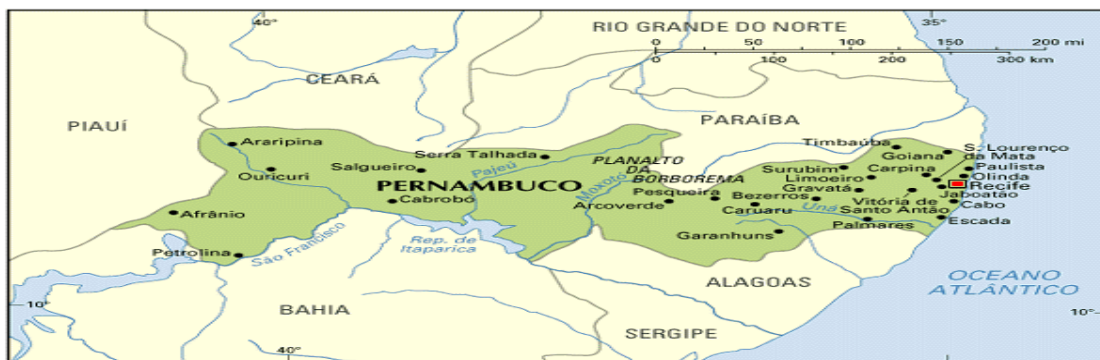 40°
35°
RIO GRANDE DO NORTE
0 50 100 150 200 mi
0 100 200 300 km
CEARÁ
PIAUÍ
PARAÍBA
Araripina
Timbaúba
S. Lourenço
da Mata
Goiana
Serra Talhada
PLANALTO
DA
BORBOREMA
Paulista
Salgueiro
Pajeú
Surubim
Carpina
Olinda
Ouricuri
Limoeiro
Recife
PERNAMBUCO
Moxotó
Pesqueira
Gravatá
Jaboatão
Cabrobó
Arcoverde
Bezerros
Vitória de
Santo Antão
Cabo
Afrânio
Caruaru
Uná
Escada
Palmares
Garanhuns
Petrolina
São Francisco
Rep. de
Itaparica
OCEANO
ATLÂNTICO
ALAGOAS
10°
BAHIA
10°
SERGIPE
40°